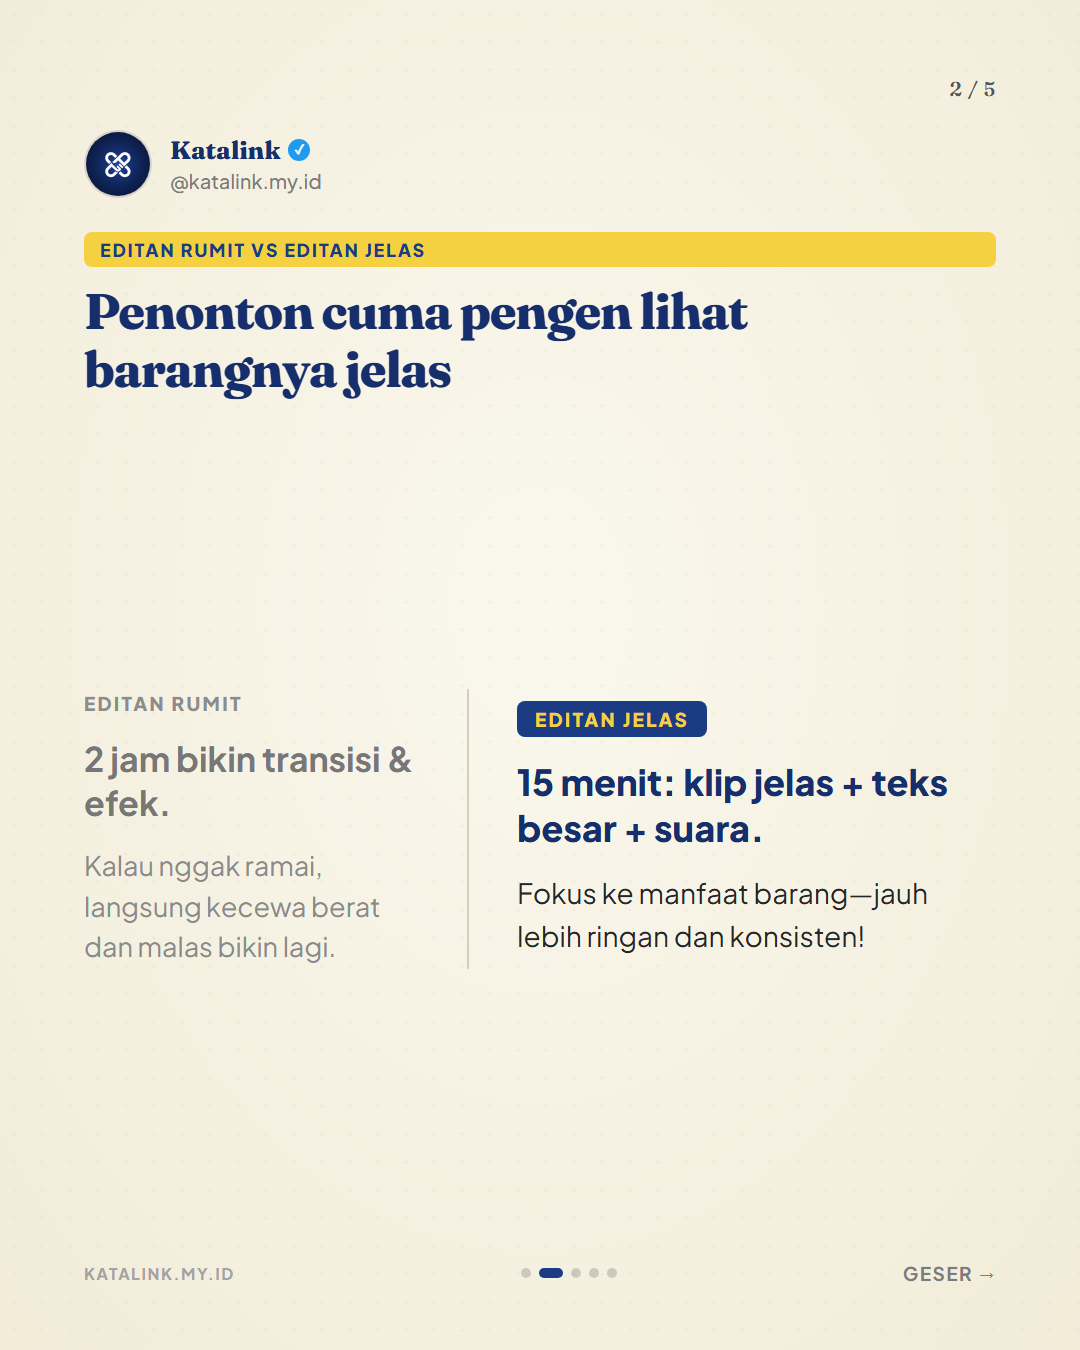 2 / 5
Katalink
@katalink.my.id
EDITAN RUMIT VS EDITAN JELAS
Penonton cuma pengen lihat
barangnya jelas
EDITAN RUMIT
2 jam bikin transisi &
efek.
Kalau nggak ramai,
langsung kecewa berat
dan malas bikin lagi.
EDITAN JELAS
15 menit: klip jelas + teks
besar + suara.
Fokus ke manfaat barang—jauh
lebih ringan dan konsisten!
KATALINK.MY.ID
GESER →